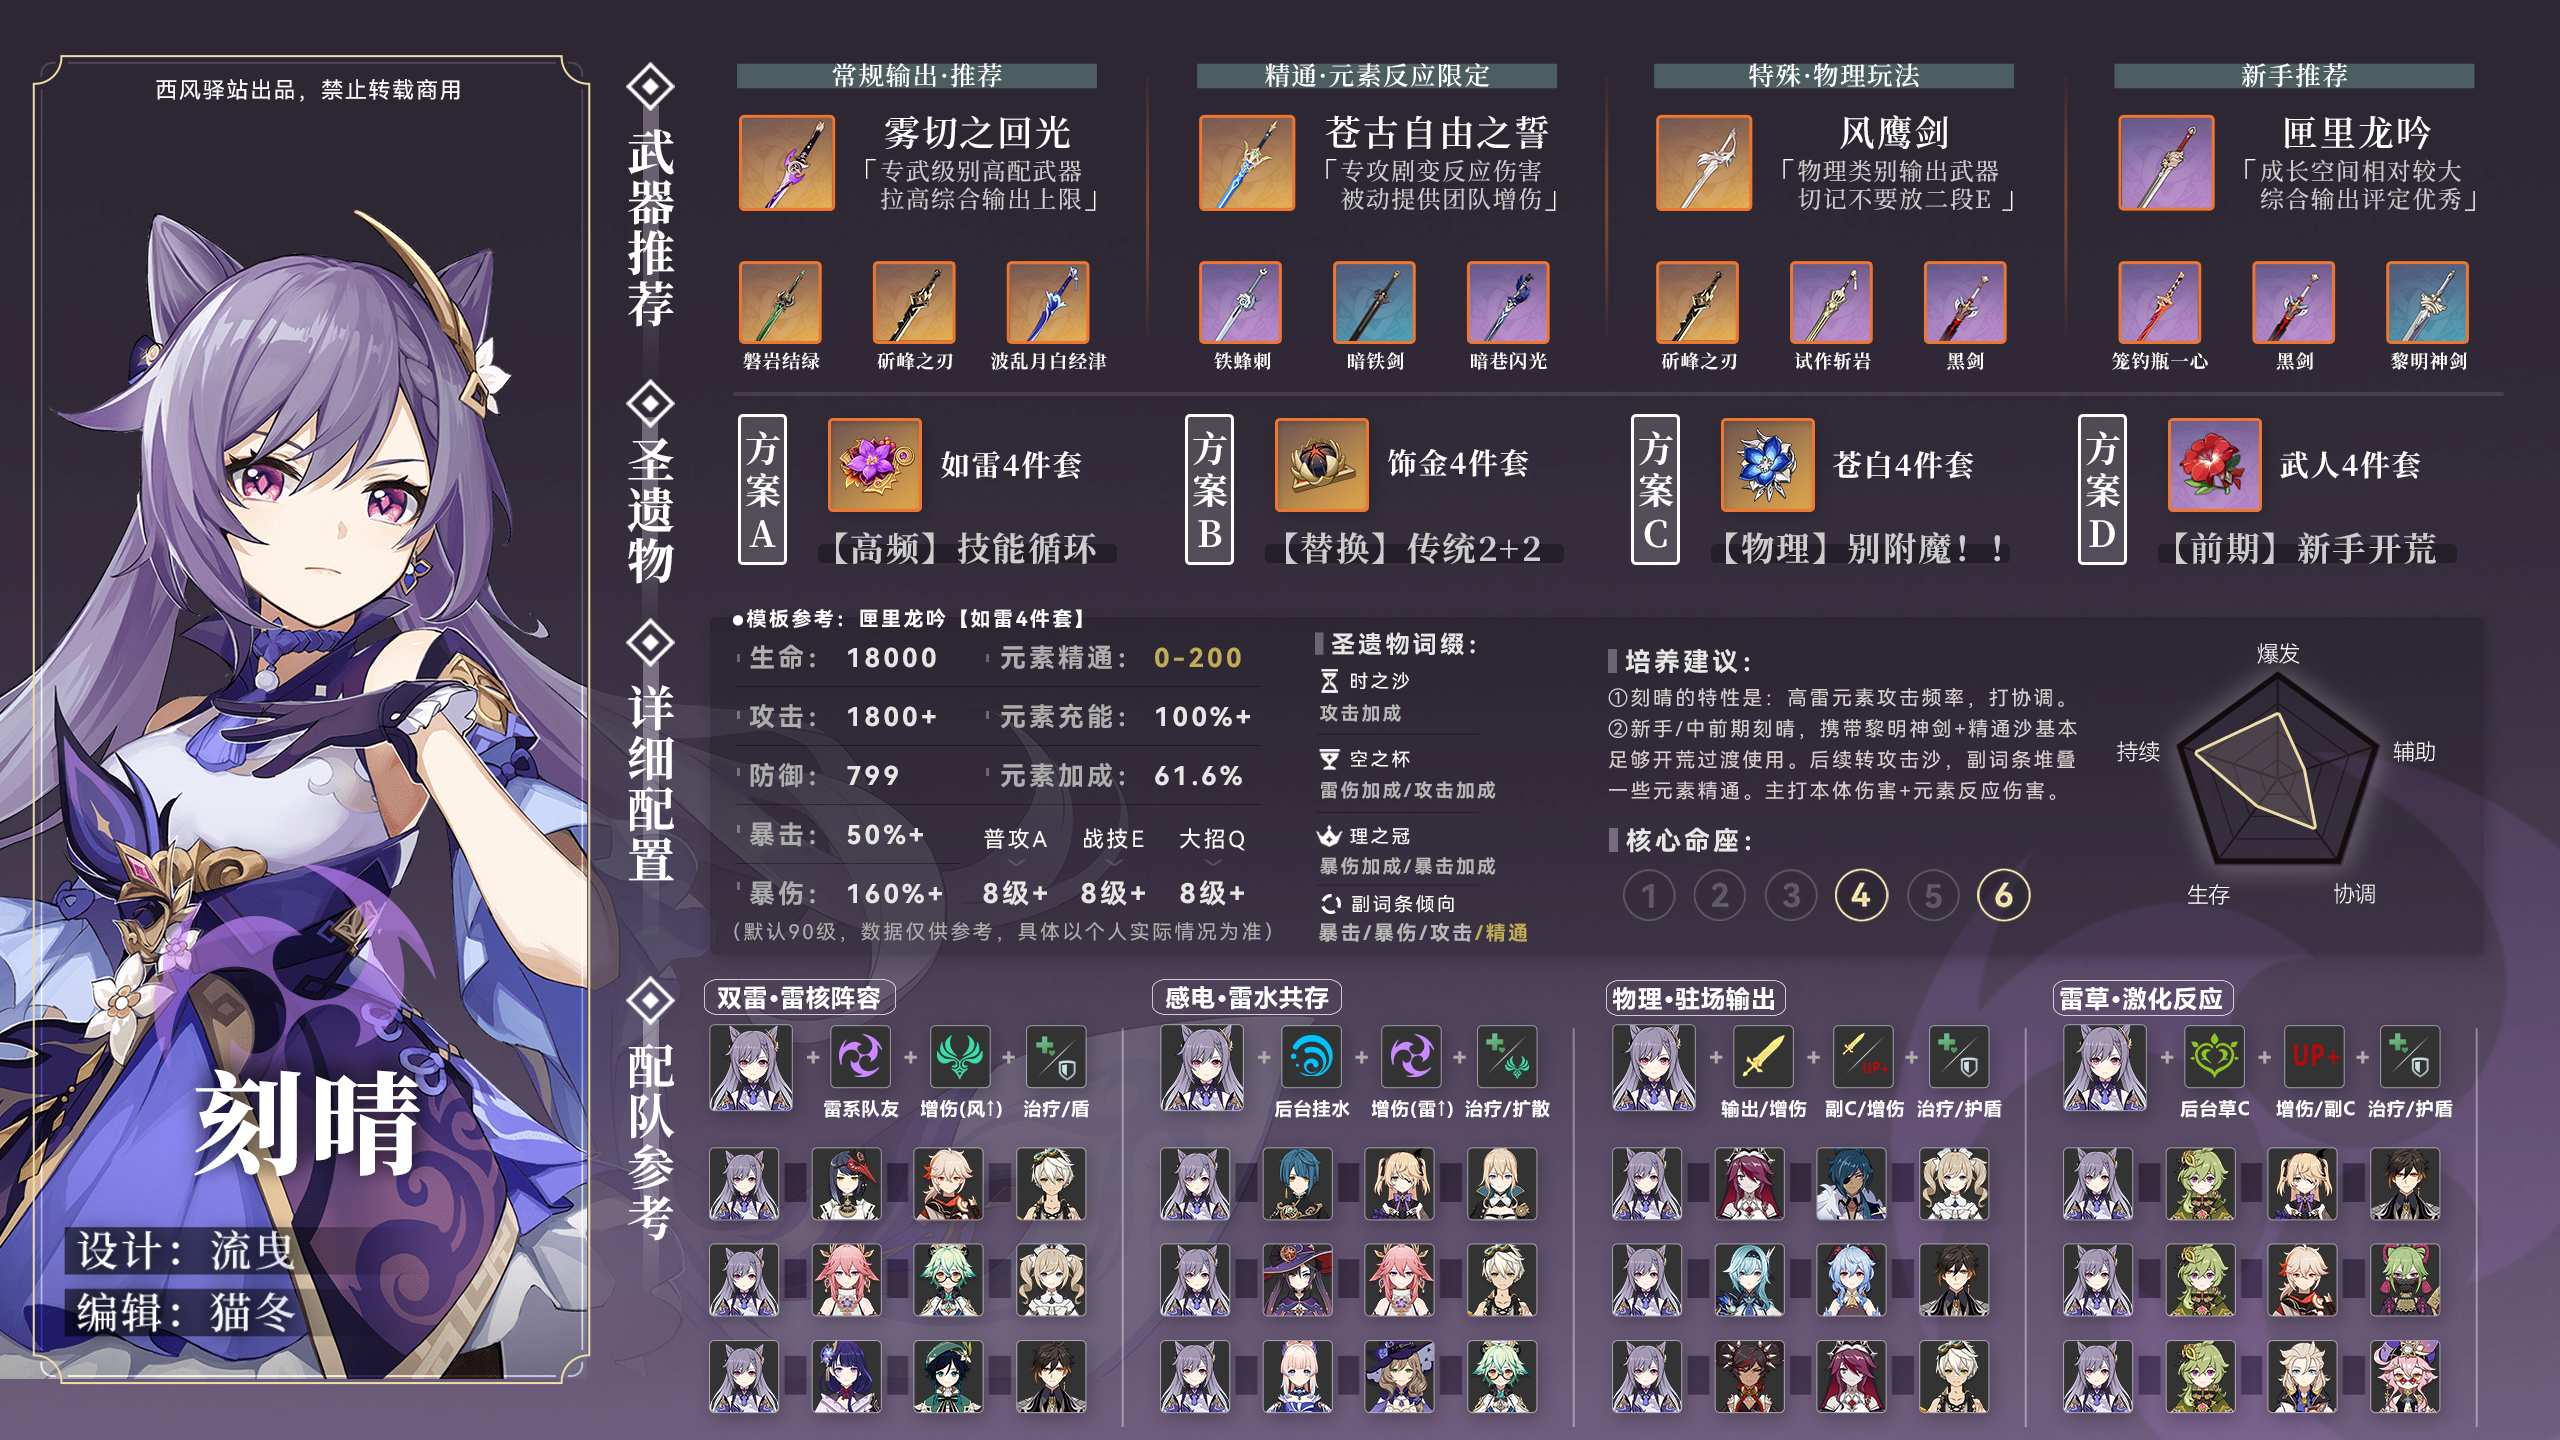 西风驿站出品，禁止转载商用
刻晴
设计：流曳
编辑：猫冬
武器推荐
常规输出·推荐
雾切之回光
「专武级别高配武器
拉高综合输出上限」
磐岩结绿
斫峰之刃
波乱月白经津
精通·元素反应限定
苍古自由之誓
「专攻剧变反应伤害
被动提供团队增伤」
铁蜂刺
暗铁剑
暗巷闪光
特殊·物理玩法
风鹰剑
「物理类别输出武器
切记不要放二段E」
斫峰之刃
试作斩岩
黑剑
新手推荐
匣里龙吟
「成长空间相对较大
综合输出评定优秀」
笼钓瓶一心
黑剑
黎明神剑
圣遗物
方案A
如雷4件套
【高频】技能循环
方案B
饰金4件套
【替换】传统2+2
方案C
苍白4件套
【物理】别附魔！！
方案D
武人4件套
【前期】新手开荒
详细配置
●模板参考：匣里龙吟【如雷4件套】
生命：18000 元素精通：0-200
攻击：1800+ 元素充能：100%+
防御：799 元素加成：61.6%
暴击：50%+ 普攻A 战技E 大招Q
暴伤：160%+ 8级+ 8级+ 8级+
(默认90级，数据仅供参考，具体以个人实际情况为准)
圣遗物词缀：
时之沙
攻击加成
空之杯
雷伤加成/攻击加成
理之冠
暴伤加成/暴击加成
副词条倾向
暴击/暴伤/攻击/精通
培养建议：
①刻晴的特性是：高雷元素攻击频率，打协调。
②新手/中前期刻晴，携带黎明神剑+精通沙基本
足够开荒过渡使用。后续转攻击沙，副词条堆叠
一些元素精通。主打本体伤害+元素反应伤害。
核心命座：
1 2 3 4 5 6
爆发
持续
辅助
生存
协调
配队参考
双雷·雷核阵容
+ + +
雷系队友 增伤(风↑) 治疗/盾
感电·雷水共存
+ + +
后台挂水 增伤(雷↑) 治疗/扩散
物理·驻场输出
+ + UP+ +
输出/增伤 副C/增伤 治疗/护盾
雷草·激化反应
+ + UP+ +
后台草C 增伤/副C 治疗/护盾